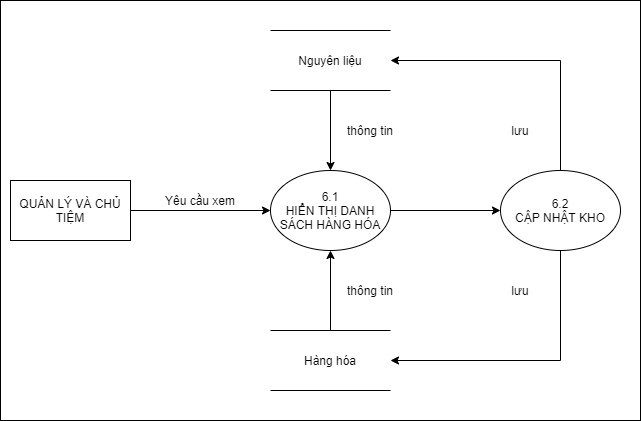 Nguyên liệu
thông tin
lưu
QUẢN LÝ VÀ CHỦ
TIỆM
Yêu cầu xem
6.1
HIỂN THỊ DANH
SÁCH HÀNG HÓA
6.2
CẬP NHẬT KHO
thông tin
lưu
Hàng hóa